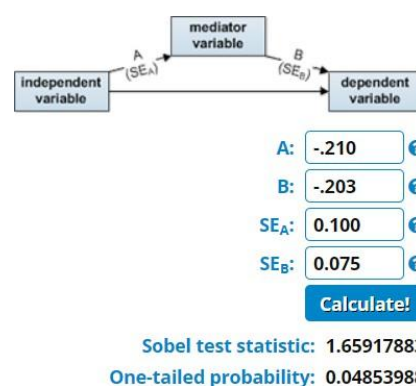 mediator
variable
A
(SEA)
B
(SEB)
independent
variable
dependent
variable
A: -.210
B: -.203
SEA: 0.100
SEB: 0.075
Calculate!
Sobel test statistic: 1.6591788
One-tailed probability: 0.0485398